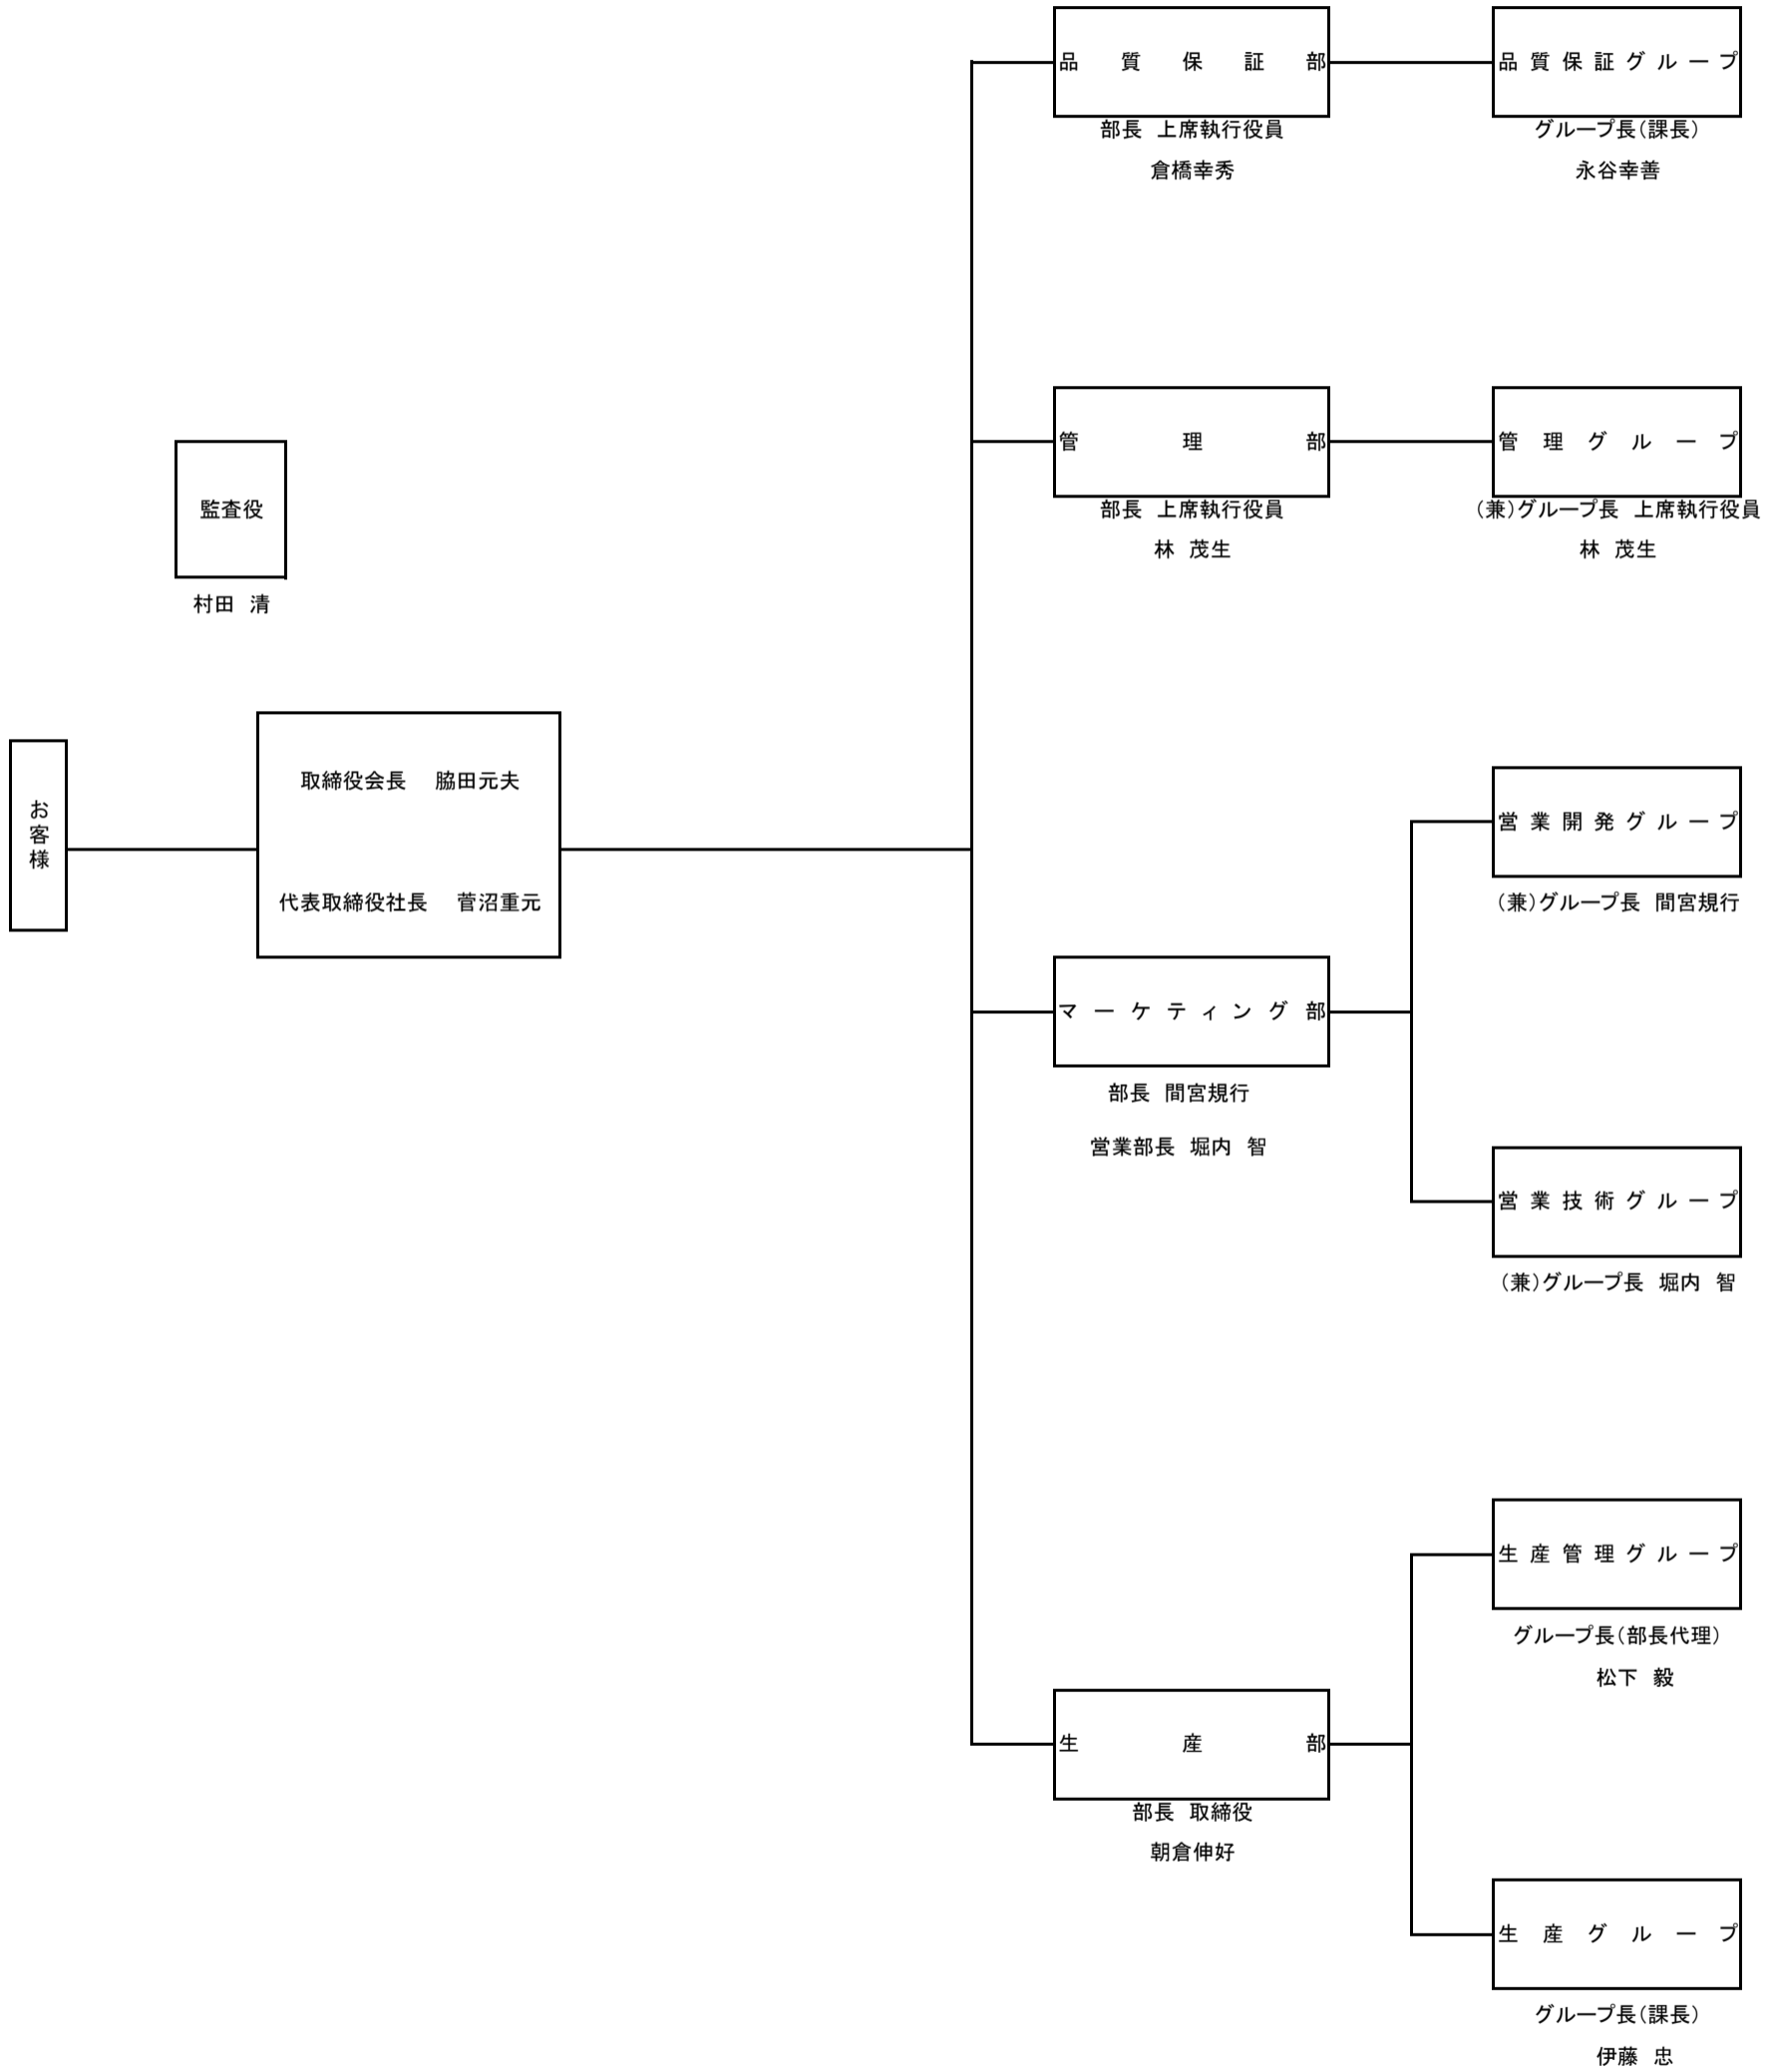 品質保証部
部長 上席執行役員
倉橋幸秀
品質保証グループ
グループ長(課長)
永谷幸善
管理部
部長 上席執行役員
林 茂生
管理グループ
(兼)グループ長 上席執行役員
林 茂生
監査役
村田 清
お客様
取締役会長 脇田元夫
代表取締役社長 菅沼重元
営業開発グループ
(兼)グループ長 間宮規行
マーケティング部
部長 間宮規行
営業部長 堀内 智
営業技術グループ
(兼)グループ長 堀内 智
生産管理グループ
グループ長(部長代理)
松下 毅
生産部
部長 取締役
朝倉伸好
生産グループ
グループ長(課長)
伊藤 忠